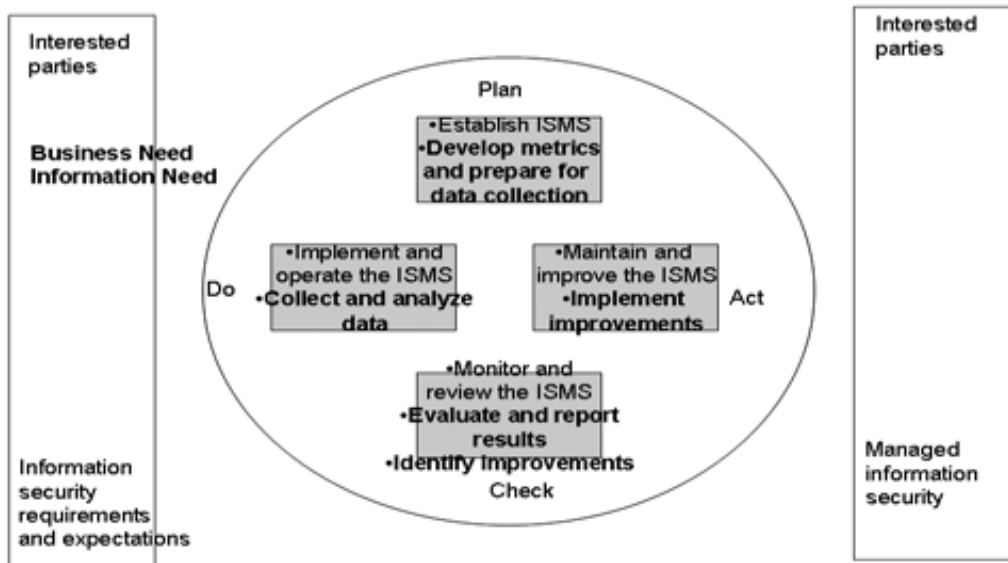 Interested
parties
Business Need
Information Need
Information
security
requirements
and expectations
Plan
•Establish ISMS
•Develop metrics
and prepare for
data collection
Do
•Implement and
operate the ISMS
•Collect and analyze
data
•Maintain and
improve the ISMS
•Implement
improvements
Act
•Monitor and
review the ISMS
•Evaluate and report
results
•Identify Improvements
Check
Interested
parties
Managed
information
security